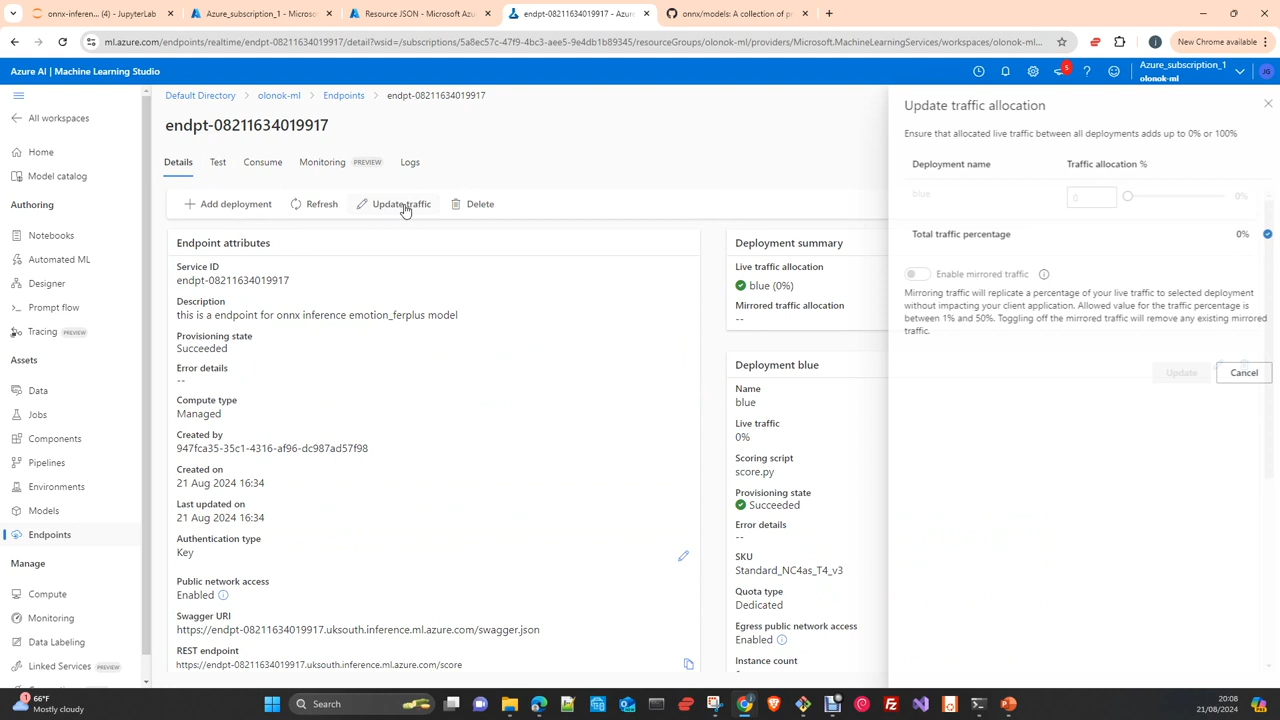 onnx-inferen... (4) - JupyterLab
Azure_subscription_1 - Microso
Resource JSON - Microsoft Azu
endpt-08211634019917 - Azure
onnx/models: A collection of p
ml.azure.com/endpoints/realtime/endpt-08211634019917/detail?wsid=/subscriptions/5a8ec57c-47f9-4bc3-aee5-9e4db1b89345/resourceGroups/olonok-ml/providers/Microsoft.MachineLearningServices/workspaces/olonok-m...
New Chrome available
Azure AI | Machine Learning Studio
5
Azure_subscription_1
olonok-ml
JG
All workspaces
Home
Model catalog
Authoring
Notebooks
Automated ML
Designer
Prompt flow
Tracing PREVIEW
Assets
Data
Jobs
Components
Pipelines
Environments
Models
Endpoints
Manage
Compute
Monitoring
Data Labeling
Linked Services PREVIEW
Default Directory > olonok-ml > Endpoints > endpt-08211634019917
endpt-08211634019917
Details Test Consume Monitoring PREVIEW Logs
Add deployment Refresh Update traffic Delete
Endpoint attributes
Service ID
endpt-08211634019917
Description
this is a endpoint for onnx inference emotion_ferplus model
Provisioning state
Succeeded
Error details
--
Compute type
Managed
Created by
947fca35-35c1-4316-af96-dc987ad57f98
Created on
21 Aug 2024 16:34
Last updated on
21 Aug 2024 16:34
Authentication type
Key
Public network access
Enabled
Swagger URI
https://endpt-08211634019917.uksouth.inference.ml.azure.com/swagger.json
REST endpoint
https://endpt-08211634019917.uksouth.inference.ml.azure.com/score
Deployment summary
Live traffic allocation
blue (0%)
Mirrored traffic allocation
--
Deployment blue
Name
blue
Live traffic
0%
Scoring script
score.py
Provisioning state
Succeeded
Error details
--
SKU
Standard_NC4as_T4_v3
Quota type
Dedicated
Egress public network access
Enabled
Instance count
Update traffic allocation
Ensure that allocated live traffic between all deployments adds up to 0% or 100%
Deployment name Traffic allocation %
blue 0 0%
Total traffic percentage 0%
Enable mirrored traffic
Mirroring traffic will replicate a percentage of your live traffic to selected deployment
without impacting your client application. Allowed value for the traffic percentage is
between 1% and 50%. Toggling off the mirrored traffic will remove any existing mirrored
traffic.
Update Cancel
1
66°F
Mostly cloudy
Search
20:08
21/08/2024